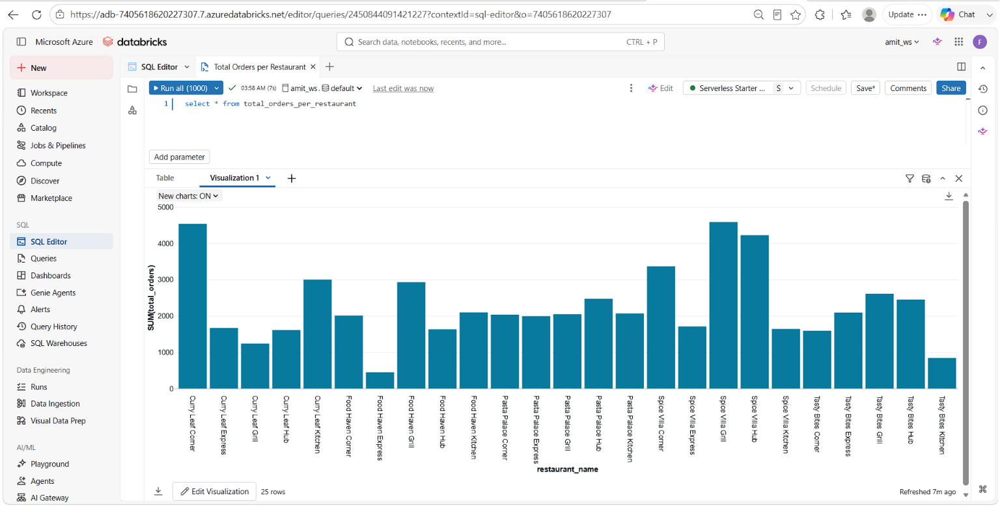 https://adb-7405618620227307.7.azuredatabricks.net/editor/queries/2450844091421227?contextId=sql-editor&o=7405618620227307
Update
Chat
Microsoft Azure
databricks
Search data, notebooks, recents, and more...
CTRL + P
amit_ws
F
New
Workspace
Recents
Catalog
Jobs & Pipelines
Compute
Discover
Marketplace
SQL
SQL Editor
Queries
Dashboards
Genie Agents
Alerts
Query History
SQL Warehouses
Data Engineering
Runs
Data Ingestion
Visual Data Prep
AI/ML
Playground
Agents
AI Gateway
SQL Editor
Total Orders per Restaurant
Run all (1000)
03:58 AM (7s)
amit_ws.
default
Last edit was now
Edit
Serverless Starter ...
S
Schedule
Save*
Comments
Share
1 select * from total_orders_per_restaurant
Add parameter
Table
Visualization 1
New charts: ON
SUM(total_orders)
5000
4000
3000
2000
1000
0
Curry Leaf Corner
Curry Leaf Express
Curry Leaf Grill
Curry Leaf Hub
Curry Leaf Kitchen
Food Haven Corner
Food Haven Express
Food Haven Grill
Food Haven Hub
Food Haven Kitchen
Pasta Palace Corner
Pasta Palace Express
Pasta Palace Grill
Pasta Palace Hub
Pasta Palace Kitchen
Spice Villa Corner
Spice Villa Express
Spice Villa Grill
Spice Villa Hub
Spice Villa Kitchen
Tasty Bites Corner
Tasty Bites Express
Tasty Bites Grill
Tasty Bites Hub
Tasty Bites Kitchen
restaurant_name
Edit Visualization
25 rows
Refreshed 7m ago